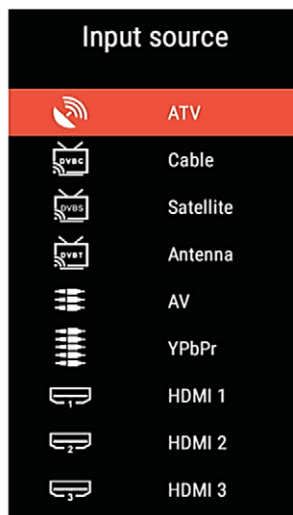 Input source
ATV
DVBC Cable
DVBS Satellite
DVBT Antenna
AV
YPbPr
1 HDMI 1
2 HDMI 2
3 HDMI 3